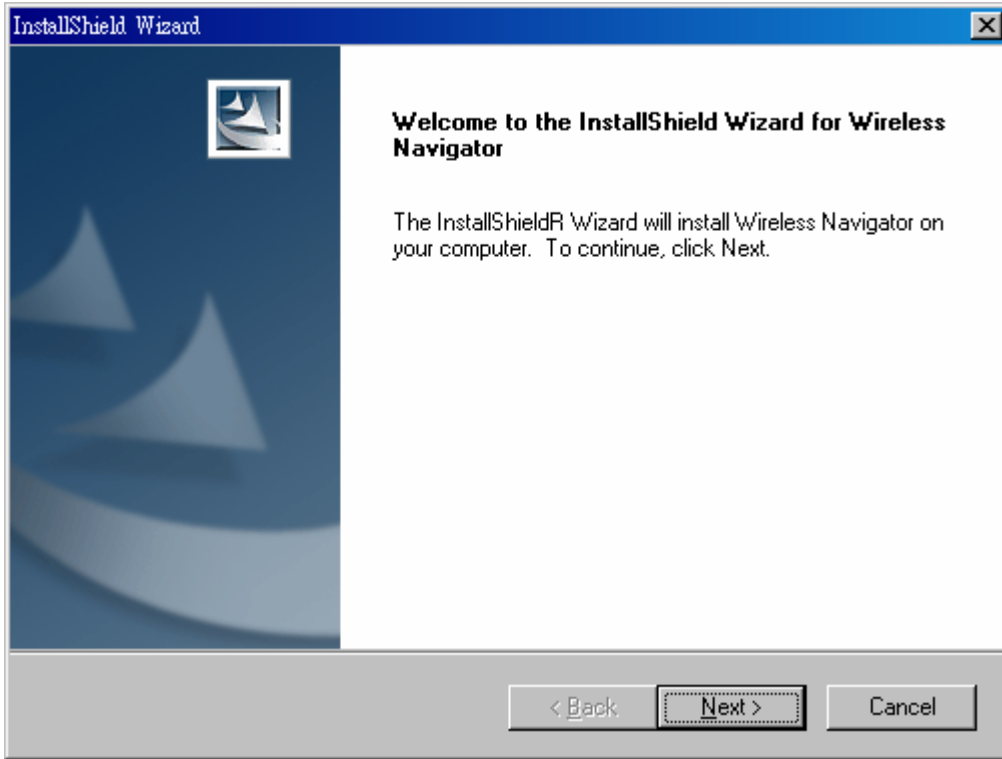 InstallShield Wizard
Welcome to the InstallShield Wizard for Wireless
Navigator
The InstallShieldR Wizard will install Wireless Navigator on
your computer.  To continue, click Next.
< Back
Next >
Cancel